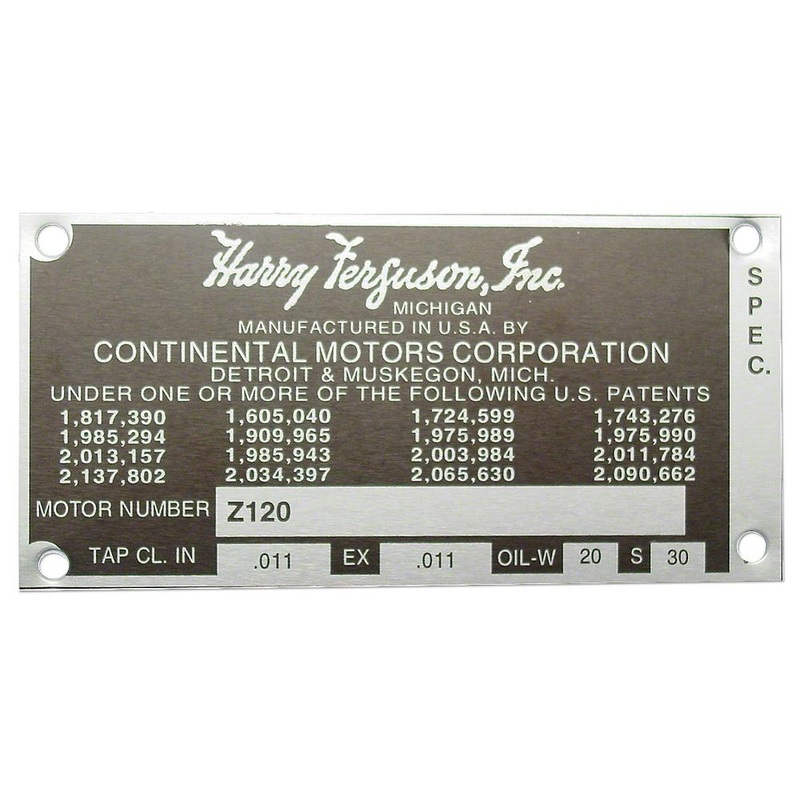 Harry Ferguson, Inc.
MICHIGAN
MANUFACTURED IN U.S.A. BY
CONTINENTAL MOTORS CORPORATION
DETROIT & MUSKEGON, MICH.
UNDER ONE OR MORE OF THE FOLLOWING U.S. PATENTS
1,817,390 1,605,040 1,724,599 1,743,276
1,985,294 1,909,965 1,975,989 1,975,990
2,013,157 1,985,943 2,003,984 2,011,784
2,137,802 2,034,397 2,065,630 2,090,662
MOTOR NUMBER Z120
TAP CL. IN .011 EX .011 OIL-W 20 S 30
SPEC.